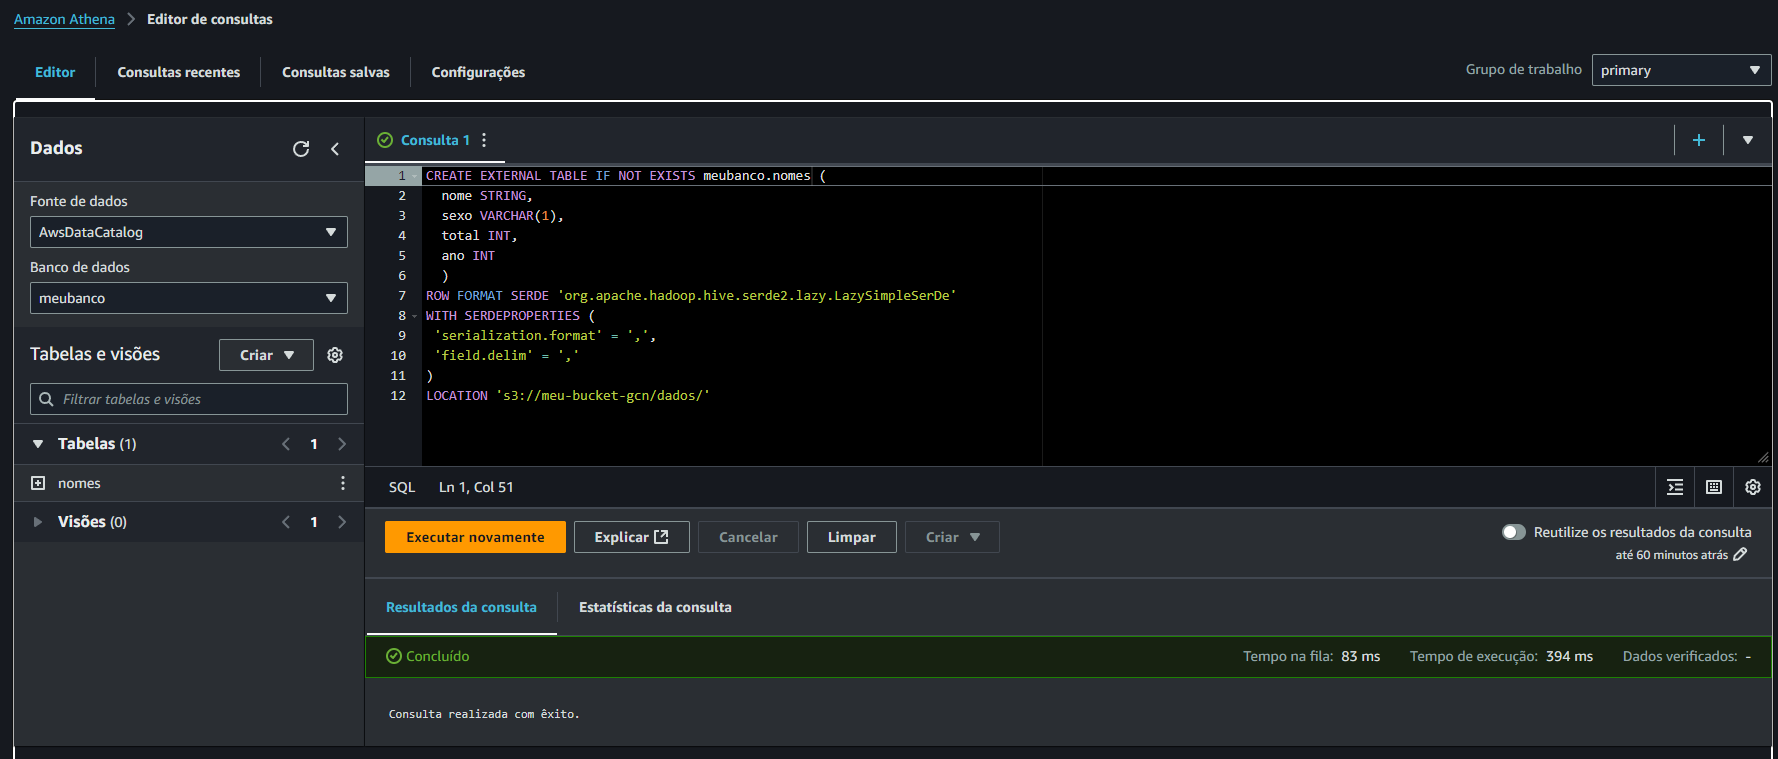 Amazon Athena > Editor de consultas
Editor
Consultas recentes
Consultas salvas
Configurações
Grupo de trabalho
primary
Dados
Fonte de dados
AwsDataCatalog
Banco de dados
meubanco
Tabelas e visões
Criar
Filtrar tabelas e visões
Tabelas (1)
1
nomes
Visões (0)
1
Consulta 1
1 CREATE EXTERNAL TABLE IF NOT EXISTS meubanco.nomes (
2 nome STRING,
3 sexo VARCHAR(1),
4 total INT,
5 ano INT
6 )
7 ROW FORMAT SERDE 'org.apache.hadoop.hive.serde2.lazy.LazySimpleSerDe'
8 WITH SERDEPROPERTIES (
9 'serialization.format' = ',',
10 'field.delim' = ','
11 )
12 LOCATION 's3://meu-bucket-gcn/dados/'
SQL
Ln 1, Col 51
Executar novamente
Explicar
Cancelar
Limpar
Criar
Reutilize os resultados da consulta
até 60 minutos atrás
Resultados da consulta
Estatísticas da consulta
Concluído
Tempo na fila: 83 ms
Tempo de execução: 394 ms
Dados verificados: -
Consulta realizada com êxito.